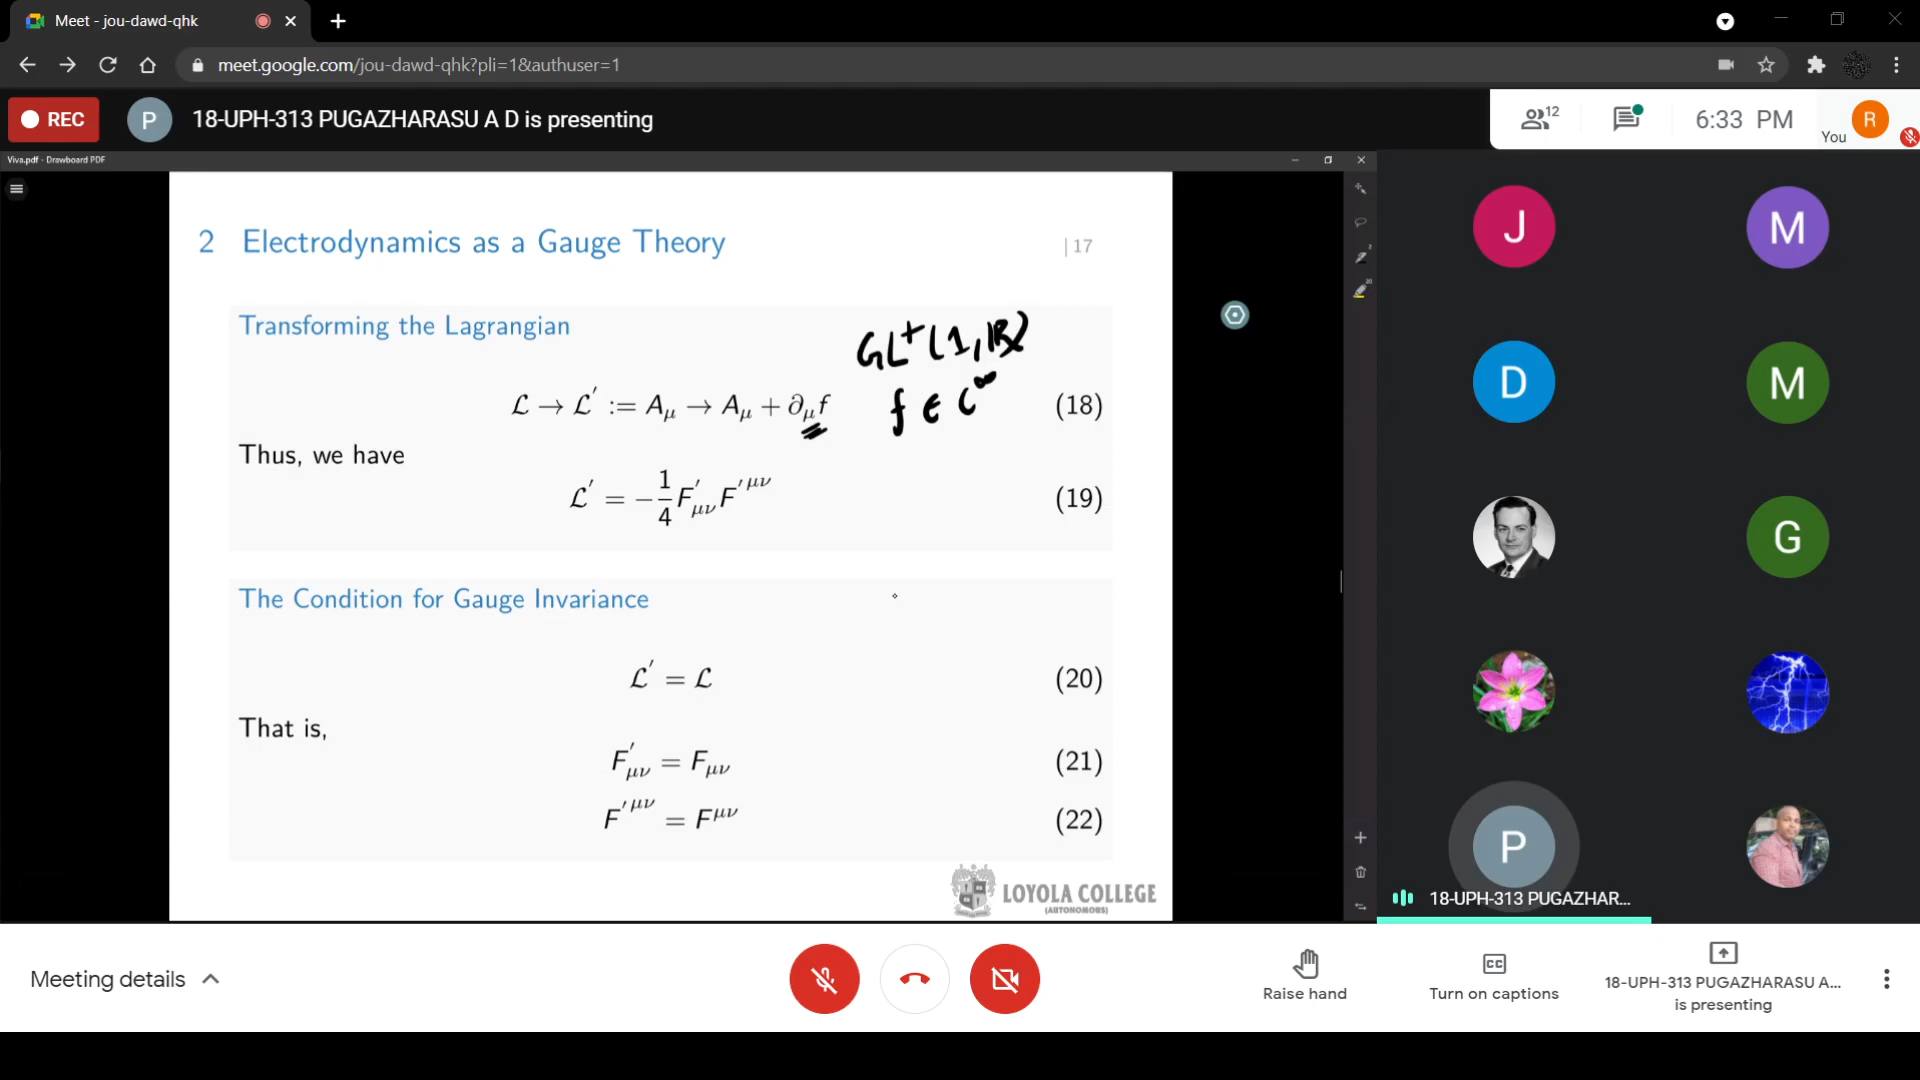 Meet - jou-dawd-qhk
meet.google.com/jou-dawd-qhk?pli=1&authuser=1
REC
P
18-UPH-313 PUGAZHARASU A D is presenting
12
6:33 PM
You
R
Viva.pdf - Drawboard PDF
2 Electrodynamics as a Gauge Theory
|17
Transforming the Lagrangian
GL⁺(1,ℝ)
ℒ → ℒ′ := A_μ → A_μ + ∂_μ f (18)
f ∈ C^∞
Thus, we have
ℒ′ = −1/4 F′_μν F′^μν (19)
The Condition for Gauge Invariance
ℒ′ = ℒ (20)
That is,
F′_μν = F_μν (21)
F′^μν = F^μν (22)
LOYOLA COLLEGE
(AUTONOMOUS)
J
M
D
M
G
P
18-UPH-313 PUGAZHAR...
Meeting details
Raise hand
CC
Turn on captions
18-UPH-313 PUGAZHARASU A...
is presenting